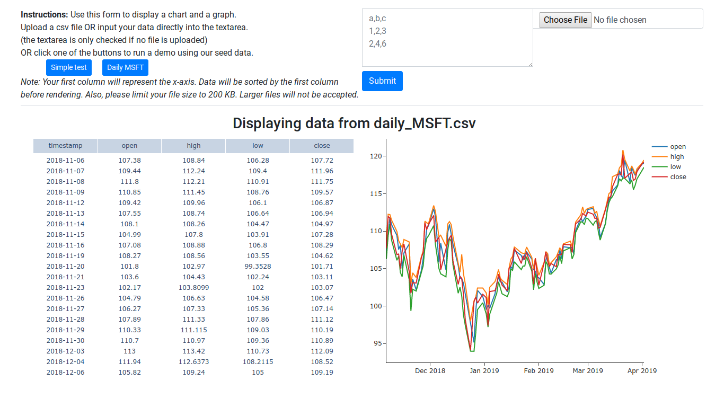 Instructions: Use this form to display a chart and a graph.
Upload a csv file OR input your data directly into the textarea.
(the textarea is only checked if no file is uploaded)
OR click one of the buttons to run a demo using our seed data.
Simple test Daily MSFT
Note: Your first column will represent the x-axis. Data will be sorted by the first column
before rendering. Also, please limit your file size to 200 KB. Larger files will not be accepted.
a,b,c
1,2,3
2,4,6
Choose File No file chosen
Submit
Displaying data from daily_MSFT.csv
timestamp open high low close
2018-11-06 107.38 108.84 106.28 107.72
2018-11-07 109.44 112.24 109.4 111.96
2018-11-08 111.8 112.21 110.91 111.75
2018-11-09 110.85 111.45 108.76 109.57
2018-11-12 109.42 109.96 106.1 106.87
2018-11-13 107.55 108.74 106.64 106.94
2018-11-14 108.1 108.26 104.47 104.97
2018-11-15 104.99 107.8 103.91 107.28
2018-11-16 107.08 108.88 106.8 108.29
2018-11-19 108.27 108.56 103.55 104.62
2018-11-20 101.8 102.97 99.3528 101.71
2018-11-21 103.6 104.43 102.24 103.11
2018-11-23 102.17 103.8099 102 103.07
2018-11-26 104.79 106.63 104.58 106.47
2018-11-27 106.27 107.33 105.36 107.14
2018-11-28 107.89 111.33 107.86 111.12
2018-11-29 110.33 111.115 109.03 110.19
2018-11-30 110.7 110.97 109.36 110.89
2018-12-03 113 113.42 110.73 112.09
2018-12-04 111.94 112.6373 108.2115 108.52
2018-12-06 105.82 109.24 105 109.19
120
115
110
105
100
95
Dec 2018 Jan 2019 Feb 2019 Mar 2019 Apr 2019
open
high
low
close